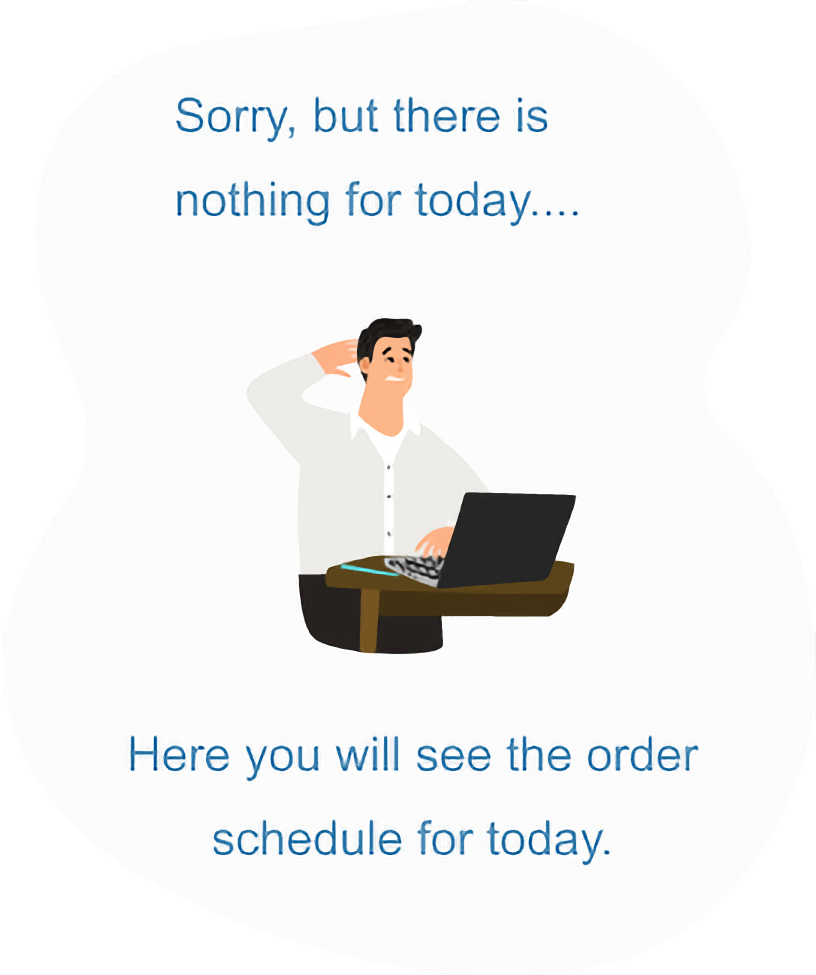 Sorry, but there is
nothing for today....
Here you will see the order
schedule for today.